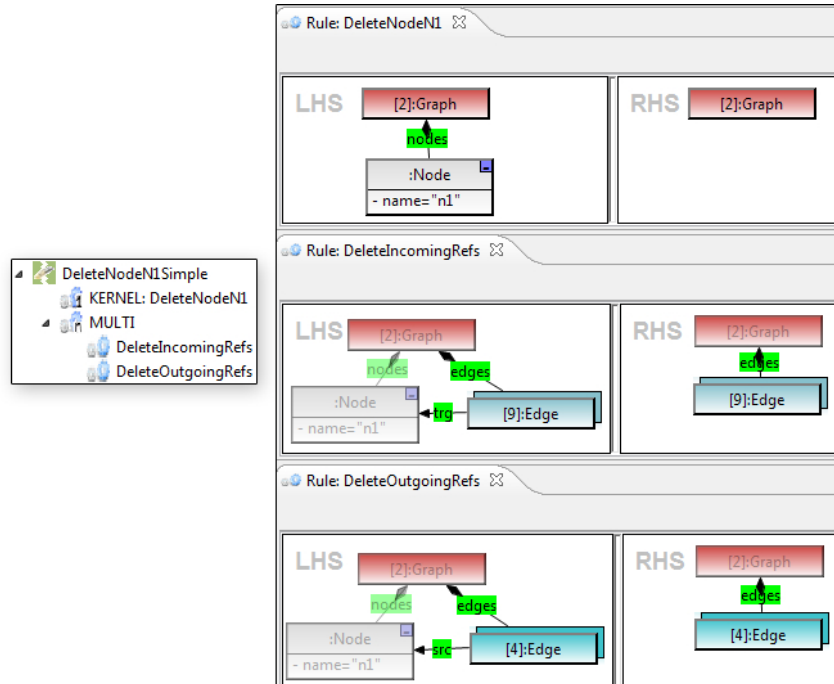 DeleteNodeN1Simple
KERNEL: DeleteNodeN1
MULTI
DeleteIncomingRefs
DeleteOutgoingRefs
Rule: DeleteNodeN1
LHS
[2]:Graph
nodes
:Node
- name="n1"
RHS
[2]:Graph
Rule: DeleteIncomingRefs
LHS
[2]:Graph
nodes
edges
:Node
- name="n1"
trg
[9]:Edge
RHS
[2]:Graph
edges
[9]:Edge
Rule: DeleteOutgoingRefs
LHS
[2]:Graph
nodes
edges
:Node
- name="n1"
src
[4]:Edge
RHS
[2]:Graph
edges
[4]:Edge